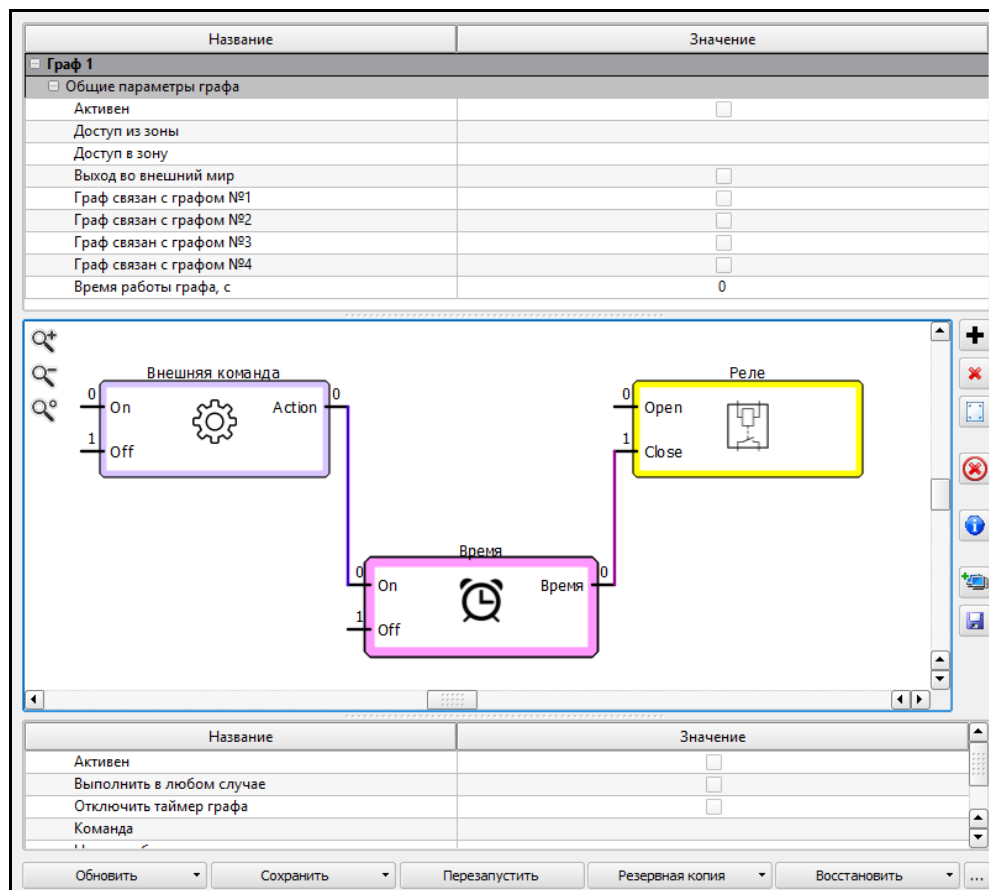 Название Значение
Граф 1
Общие параметры графа
Активен
Доступ из зоны
Доступ в зону
Выход во внешний мир
Граф связан с графом №1
Граф связан с графом №2
Граф связан с графом №3
Граф связан с графом №4
Время работы графа, с 0
Внешняя команда Реле
0 0 0
On Action Open
1 1
Off Close
Время
0 0
On Время
1
Off
Название Значение
Активен
Выполнить в любом случае
Отключить таймер графа
Команда
Обновить Сохранить Перезапустить Резервная копия Восстановить ...